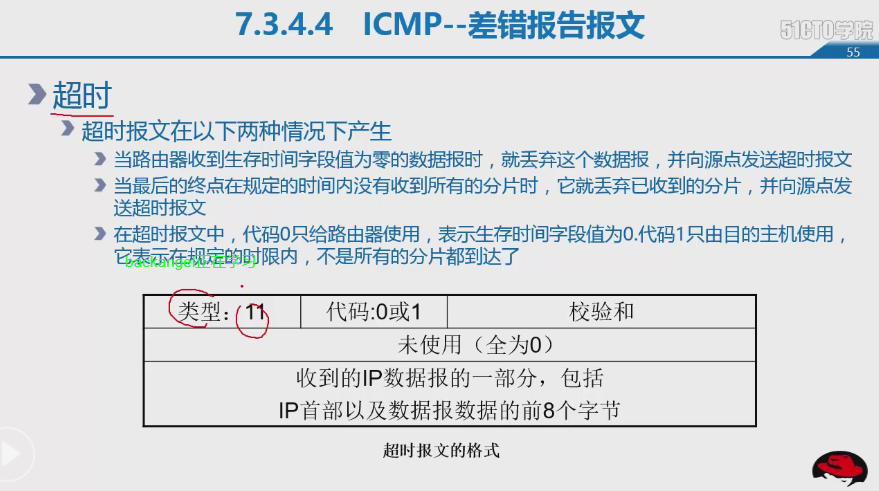 7.3.4.4 ICMP--差错报告报文
51CTO学院
55
超时
超时报文在以下两种情况下产生
当路由器收到生存时间字段值为零的数据报时，就丢弃这个数据报，并向源点发送超时报文
当最后的终点在规定的时间内没有收到所有的分片时，它就丢弃已收到的分片，并向源点发
送超时报文
在超时报文中，代码0只给路由器使用，表示生存时间字段值为0.代码1只由目的主机使用，
它表示在规定的时限内，不是所有的分片都到达了
正在学习
类型：11 代码:0或1 校验和
未使用（全为0）
收到的IP数据报的一部分，包括
IP首部以及数据报数据的前8个字节
超时报文的格式